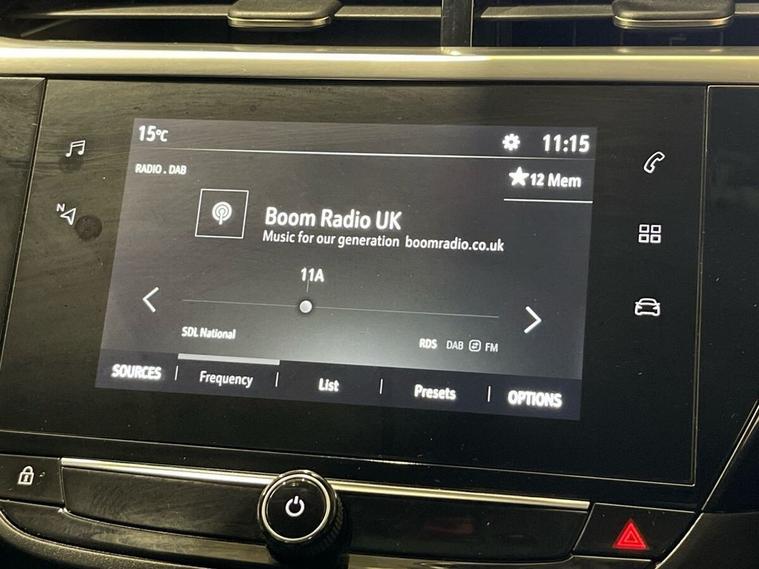 15°C 11:15
RADIO . DAB
12 Mem
N
Boom Radio UK
Music for our generation boomradio.co.uk
11A
SDL National
RDS DAB FM
SOURCES Frequency List Presets OPTIONS